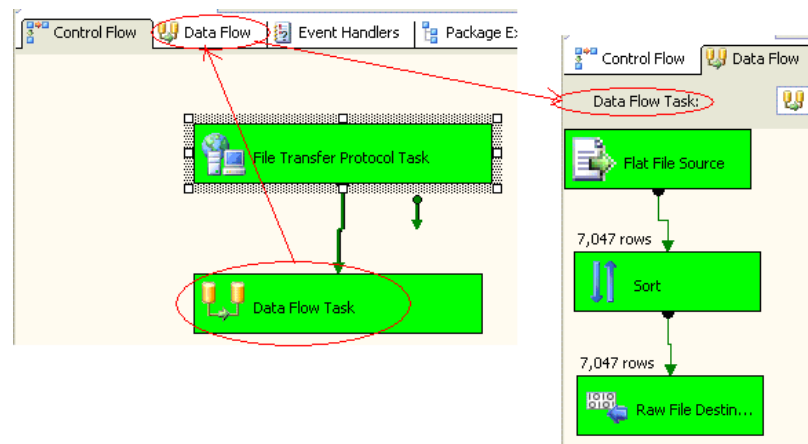 Control Flow
Data Flow
Event Handlers
Package Ex
File Transfer Protocol Task
Data Flow Task
Control Flow
Data Flow
Data Flow Task:
Flat File Source
7,047 rows
Sort
7,047 rows
Raw File Destin...